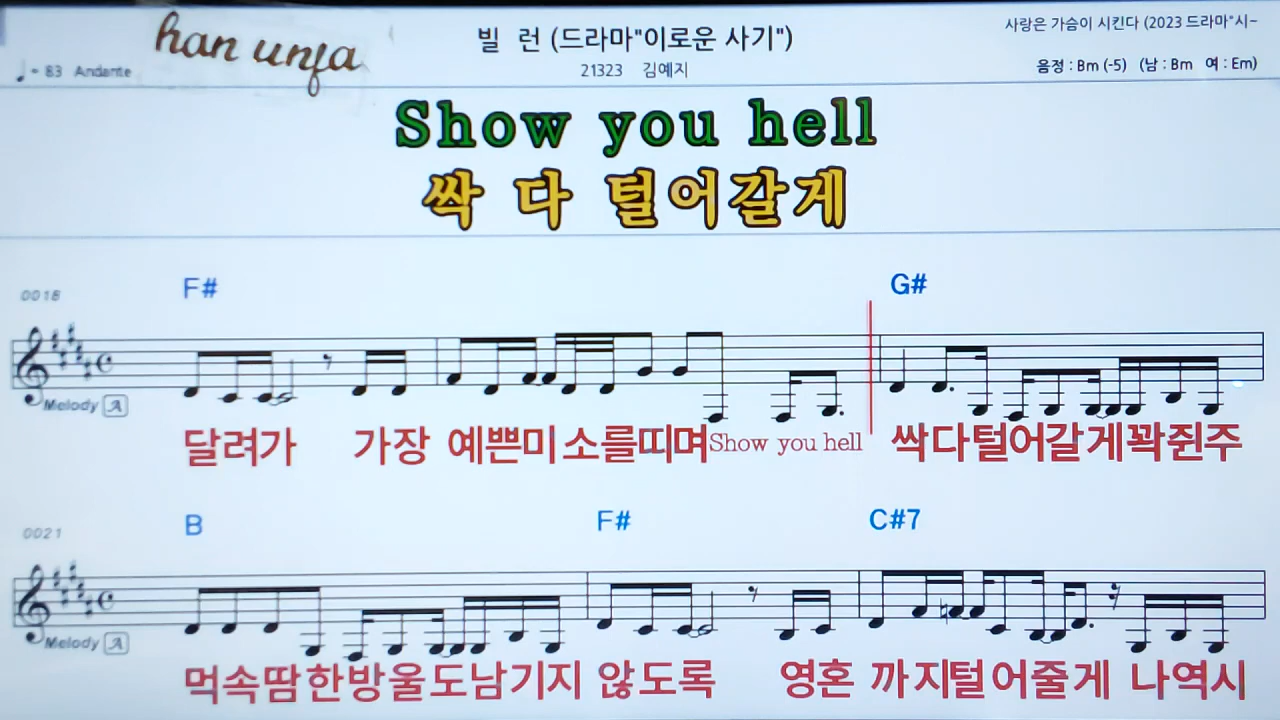 han unja
빌 런 (드라마"이로운 사기")
사랑은 가슴이 시킨다 (2023 드라마"시~
♩= 83 Andante
21323 김예지
음정 : Bm (-5) (남 : Bm 여 : Em)
Show you hell
싹 다 털어갈게
0018 F# G#
Melody A
달려가 가장 예쁜미소를띠며Show you hell 싹다털어갈게꽉쥔주
0021 B F# C#7
Melody A
먹속땀한방울도남기지 않도록 영혼 까지털어줄게 나역시